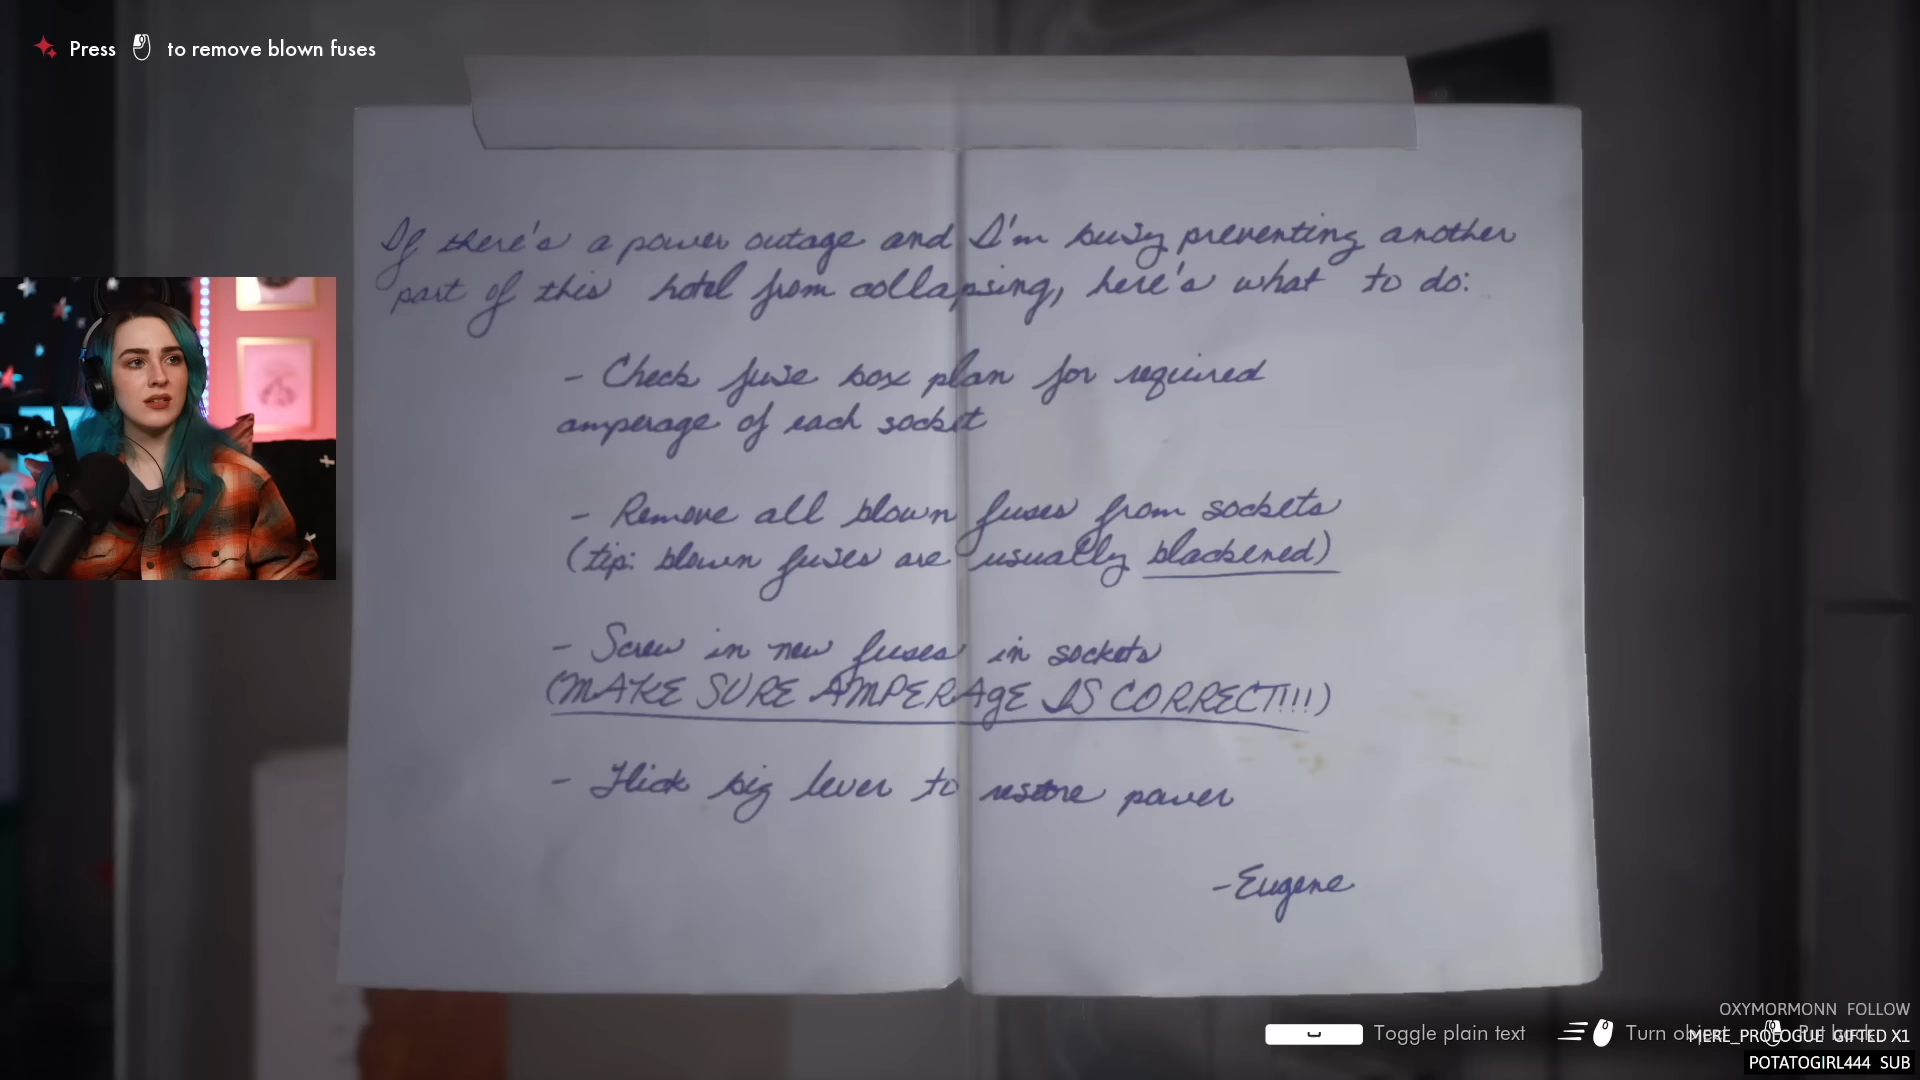 Press to remove blown fuses
If there's a power outage and I'm busy preventing another
part of this hotel from collapsing, here's what to do:
- Check fuse box plan for required
amperage of each socket
- Remove all blown fuses from sockets
(tip: blown fuses are usually blackened)
- Screw in new fuses in sockets
(MAKE SURE AMPERAGE IS CORRECT!!!)
- Flick big lever to restore power
-Eugene
OXYMORMONN FOLLOW
Toggle plain text Turn object
MERE_PROLOGUE GIFTED X1
POTATOGIRL444 SUB